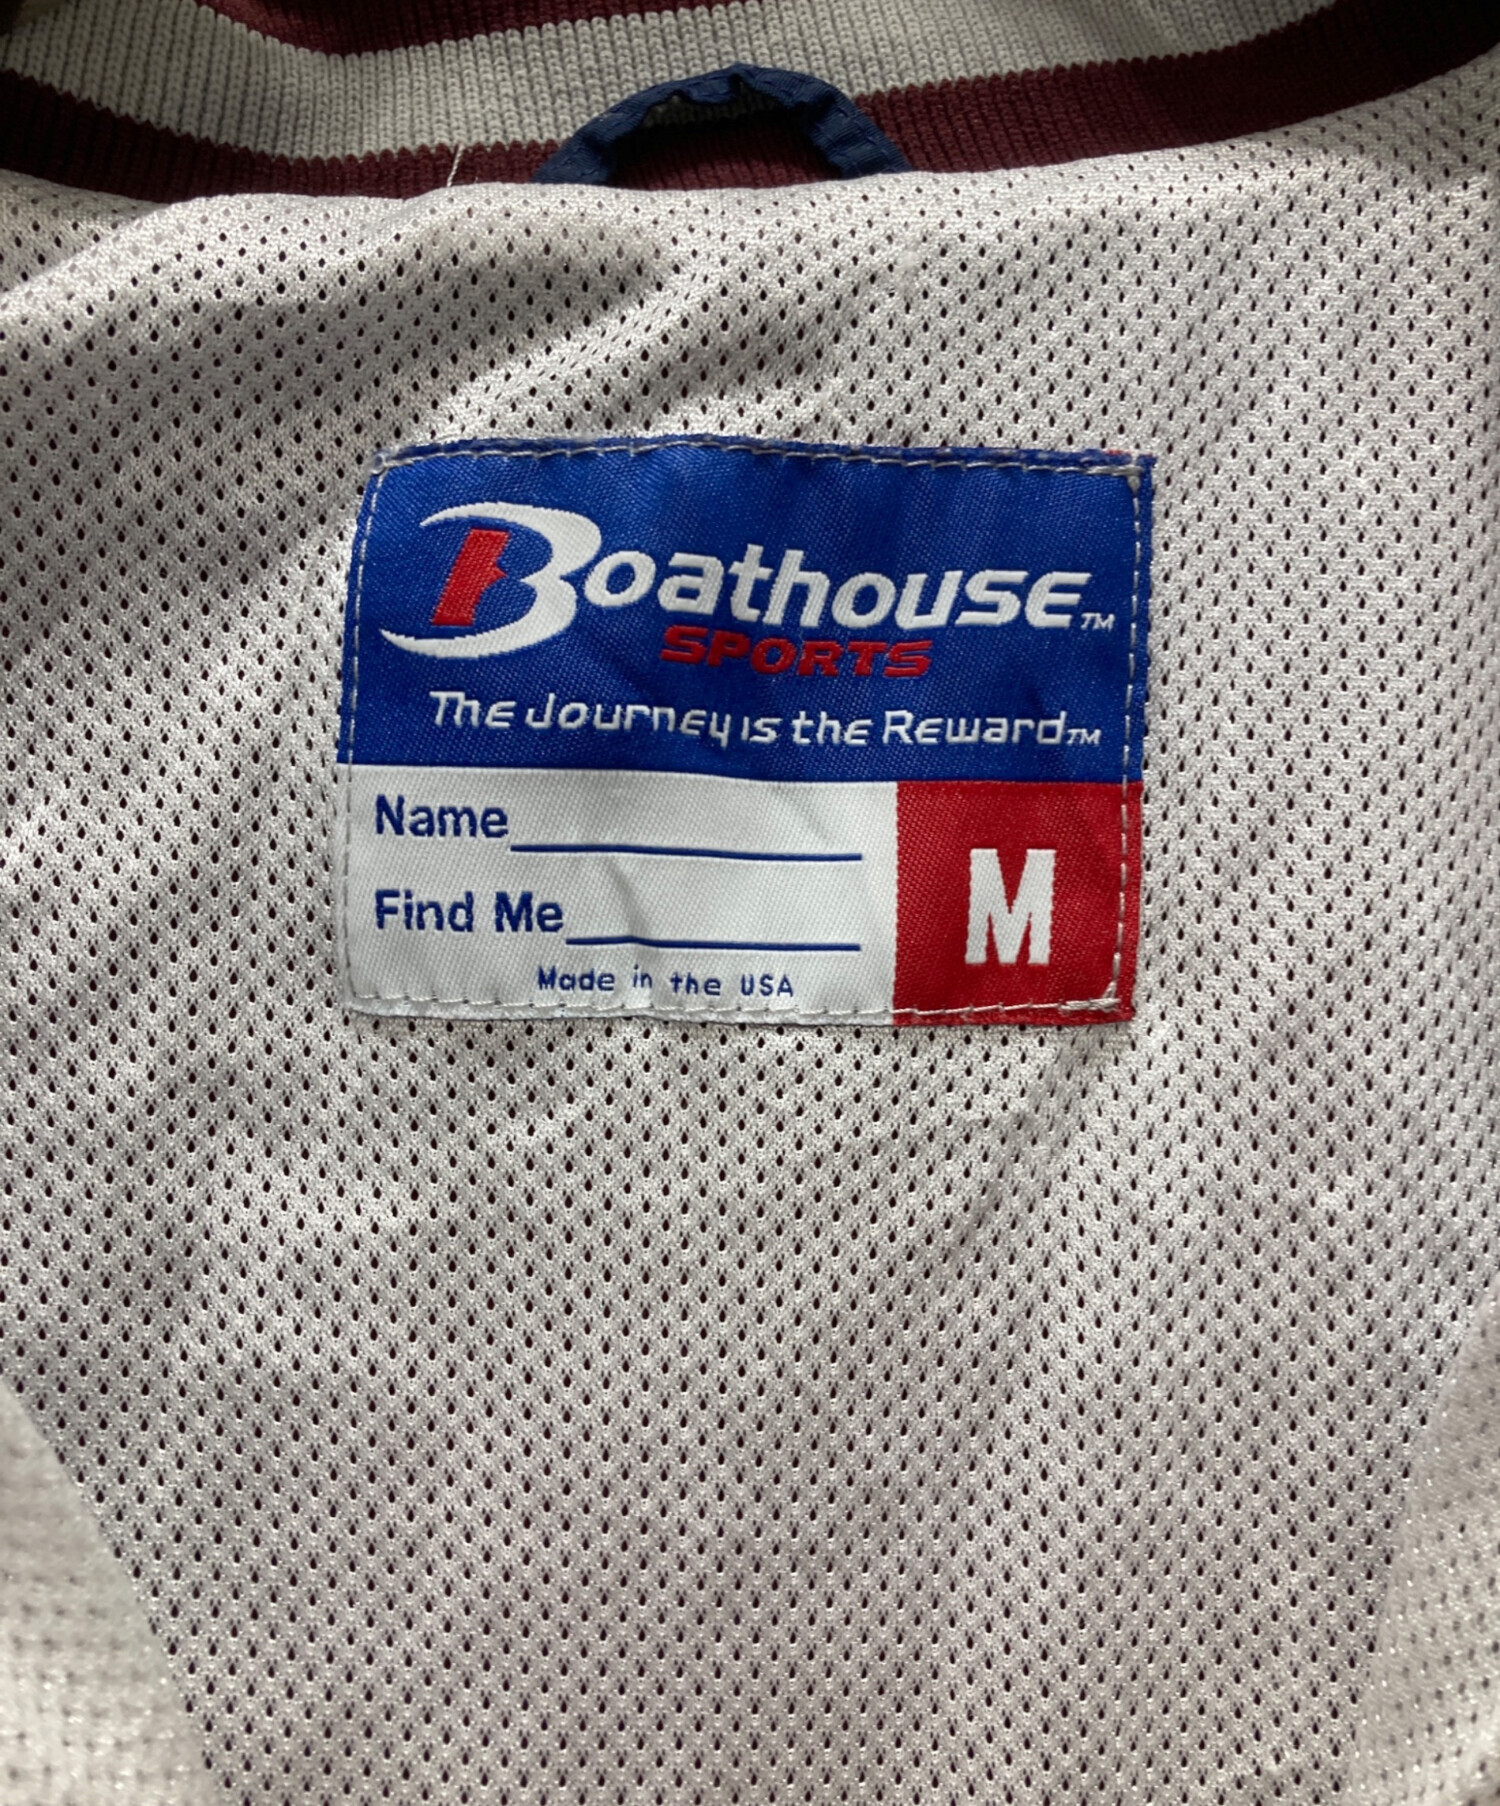 Boathouse™
SPORTS
The Journey is the Reward™
Name
Find Me
M
Made in the USA